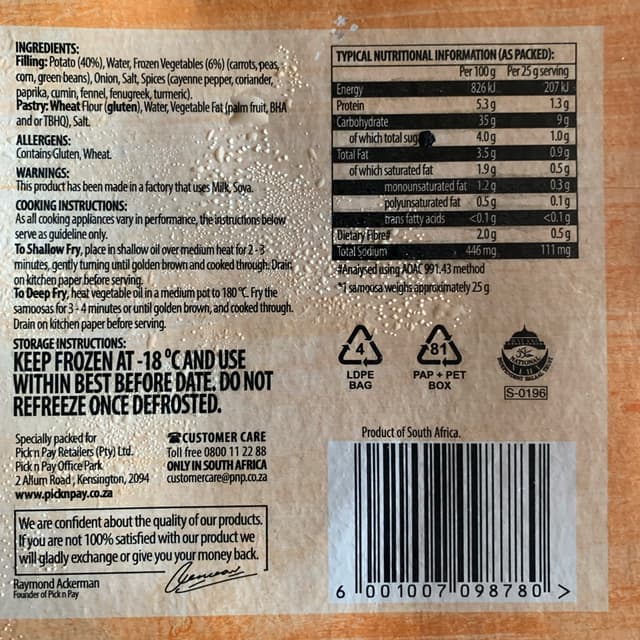 INGREDIENTS:
Filling: Potato (40%), Water, Frozen Vegetables (6%) (carrots, peas,
corn, green beans), Onion, Salt, Spices (cayenne pepper, coriander,
paprika, cumin, fennel, fenugreek, turmeric).
Pastry: Wheat Flour (gluten), Water, Vegetable Fat (palm fruit, BHA
and or TBHQ), Salt.
ALLERGENS:
Contains Gluten, Wheat.
WARNINGS:
This product has been made in a factory that uses Milk, Soya.
COOKING INSTRUCTIONS:
As all cooking appliances vary in performance, the instructions below
serve as guideline only.
To Shallow Fry, place in shallow oil over medium heat for 2 - 3
minutes, gently turning until golden brown and cooked through. Drain
on kitchen paper before serving.
To Deep Fry, heat vegetable oil in a medium pot to 180 °C. Fry the
samoosas for 3 - 4 minutes or until golden brown, and cooked through.
Drain on kitchen paper before serving.
STORAGE INSTRUCTIONS:
KEEP FROZEN AT -18 °C AND USE
WITHIN BEST BEFORE DATE. DO NOT
REFREEZE ONCE DEFROSTED.
Specially packed for
Pick n Pay Retailers (Pty) Ltd.
Pick n Pay Office Park
2 Allum Road, Kensington, 2094
www.picknpay.co.za
CUSTOMER CARE
Toll free 0800 11 22 88
ONLY IN SOUTH AFRICA
customercare@pnp.co.za
We are confident about the quality of our products.
If you are not 100% satisfied with our product we
will gladly exchange or give you your money back.
Raymond Ackerman
Founder of Pick n Pay
TYPICAL NUTRITIONAL INFORMATION (AS PACKED):
Per 100 g Per 25 g serving
Energy 826 kJ 207 kJ
Protein 5.3 g 1.3 g
Carbohydrate 35 g 9 g
of which total sug 4.0 g 1.0 g
Total Fat 3.5 g 0.9 g
of which saturated fat 1.9 g 0.5 g
monounsaturated fat 1.2 g 0.3 g
polyunsaturated fat 0.5 g 0.1 g
trans fatty acids <0.1 g <0.1 g
Dietary Fibre# 2.0 g 0.5 g
Total Sodium 446 mg 111 mg
#Analysed using AOAC 991.43 method
*1 samoosa weighs approximately 25 g
4
LDPE
BAG
81
PAP + PET
BOX
NATIONAL
S-0196
Product of South Africa.
6 001007 098780 >